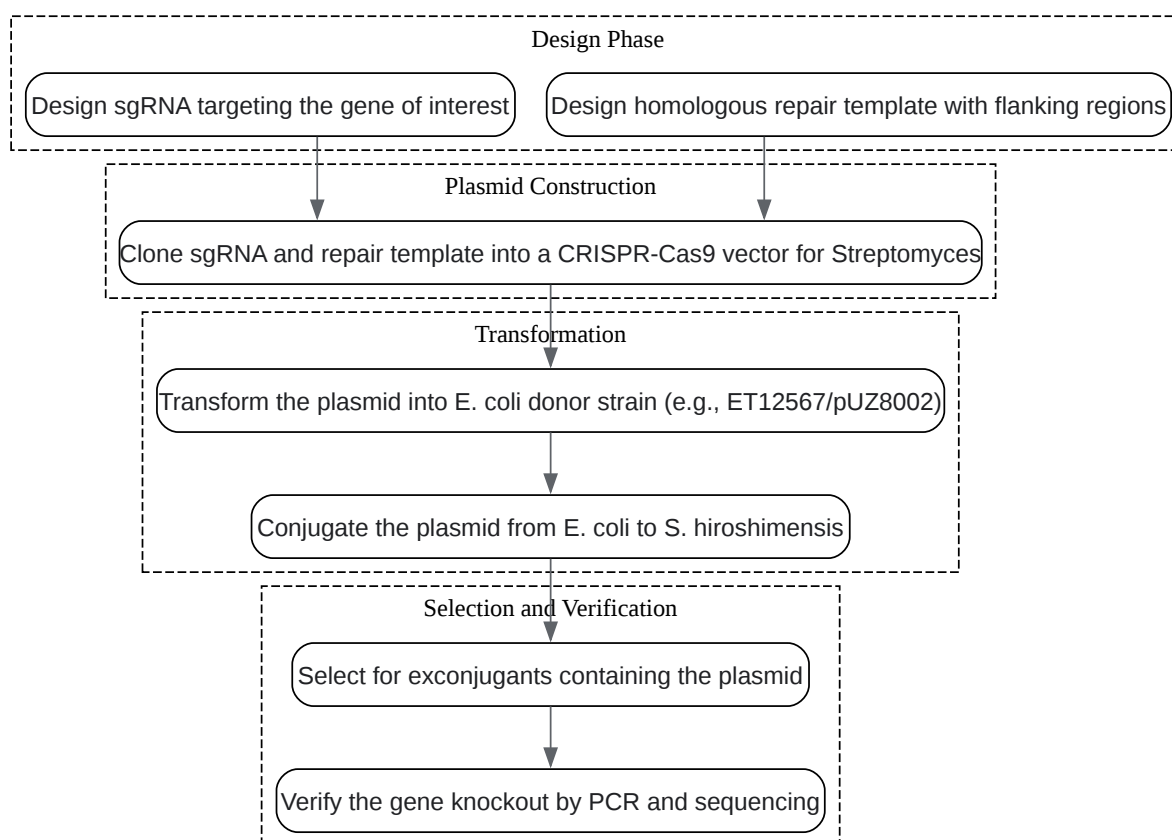 Design Phase
Design sgRNA targeting the gene of interest
Design homologous repair template with flanking regions
Plasmid Construction
Clone sgRNA and repair template into a CRISPR-Cas9 vector for Streptomyces
Transformation
Transform the plasmid into E. coli donor strain (e.g., ET12567/pUZ8002)
Conjugate the plasmid from E. coli to S. hiroshimensis
Selection and Verification
Select for exconjugants containing the plasmid
Verify the gene knockout by PCR and sequencing